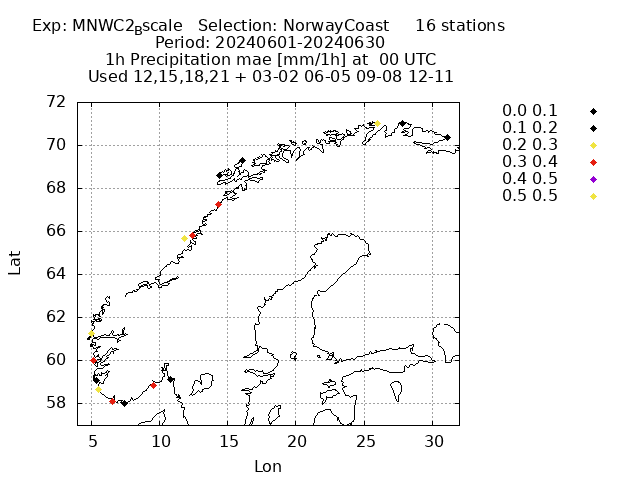 Exp: MNWC2Bscale Selection: NorwayCoast 16 stations
Period: 20240601-20240630
1h Precipitation mae [mm/1h] at 00 UTC
Used 12,15,18,21 + 03-02 06-05 09-08 12-11
0.0 0.1
0.1 0.2
0.2 0.3
0.3 0.4
0.4 0.5
0.5 0.5
72
70
68
66
64
62
60
58
Lat
5 10 15 20 25 30
Lon